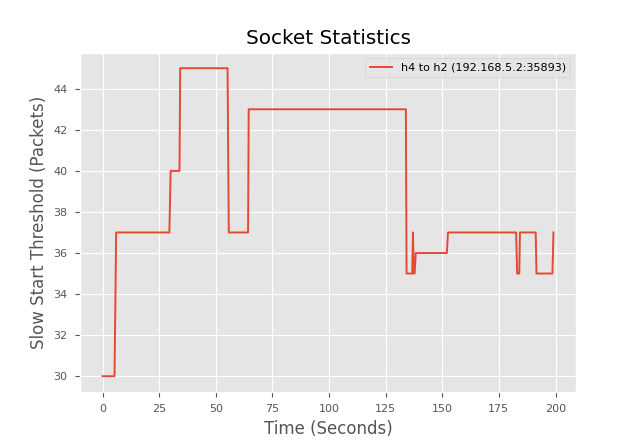 Socket Statistics
h4 to h2 (192.168.5.2:35893)
Slow Start Threshold (Packets)
44
42
40
38
36
34
32
30
0 25 50 75 100 125 150 175 200
Time (Seconds)